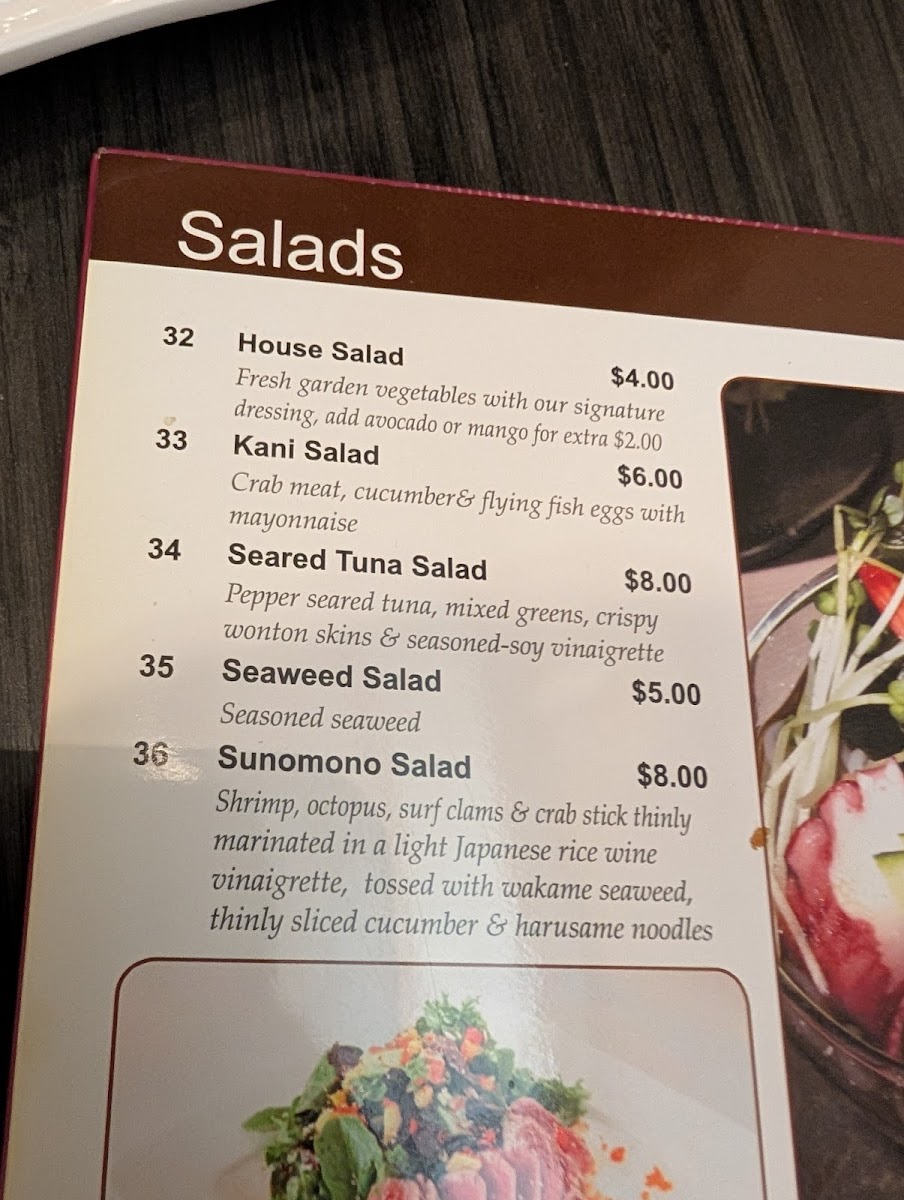 Salads
32 House Salad $4.00
Fresh garden vegetables with our signature
dressing, add avocado or mango for extra $2.00
33 Kani Salad $6.00
Crab meat, cucumber& flying fish eggs with
mayonnaise
34 Seared Tuna Salad $8.00
Pepper seared tuna, mixed greens, crispy
wonton skins & seasoned-soy vinaigrette
35 Seaweed Salad $5.00
Seasoned seaweed
36 Sunomono Salad $8.00
Shrimp, octopus, surf clams & crab stick thinly
marinated in a light Japanese rice wine
vinaigrette, tossed with wakame seaweed,
thinly sliced cucumber & harusame noodles